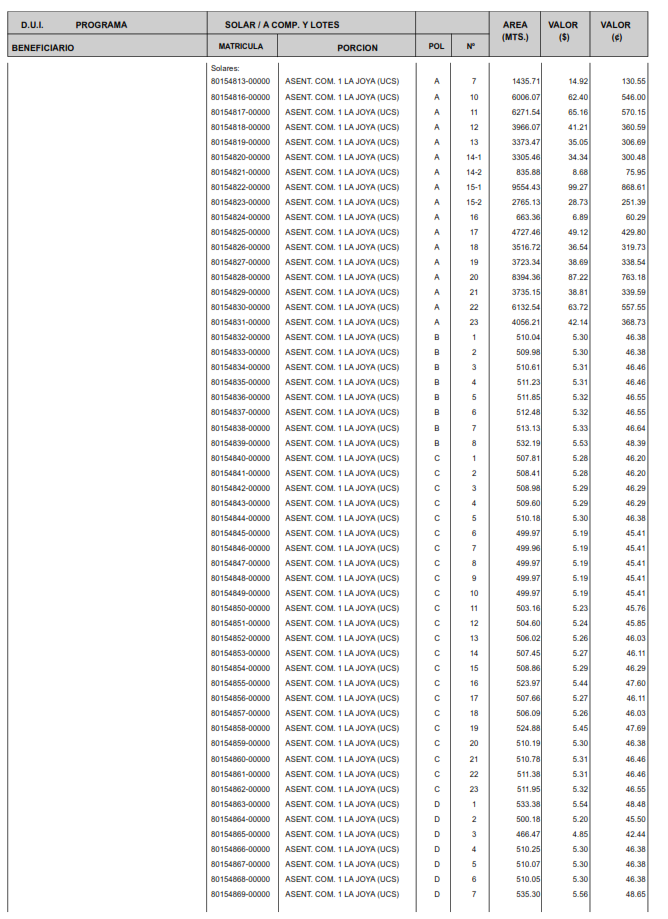 D.U.I. PROGRAMA SOLAR / A COMP. Y LOTES AREA (MTS.) VALOR ($) VALOR (¢)
BENEFICIARIO MATRICULA PORCION POL Nº
Solares:
80154813-00000 ASENT. COM. 1 LA JOYA (UCS) A 7 1435.71 14.92 130.55
80154816-00000 ASENT. COM. 1 LA JOYA (UCS) A 10 6006.07 62.40 546.00
80154817-00000 ASENT. COM. 1 LA JOYA (UCS) A 11 6271.54 65.16 570.15
80154818-00000 ASENT. COM. 1 LA JOYA (UCS) A 12 3966.07 41.21 360.59
80154819-00000 ASENT. COM. 1 LA JOYA (UCS) A 13 3373.47 35.05 306.69
80154820-00000 ASENT. COM. 1 LA JOYA (UCS) A 14-1 3305.46 34.34 300.48
80154821-00000 ASENT. COM. 1 LA JOYA (UCS) A 14-2 835.88 8.68 75.95
80154822-00000 ASENT. COM. 1 LA JOYA (UCS) A 15-1 9554.43 99.27 868.61
80154823-00000 ASENT. COM. 1 LA JOYA (UCS) A 15-2 2765.13 28.73 251.39
80154824-00000 ASENT. COM. 1 LA JOYA (UCS) A 16 663.36 6.89 60.29
80154825-00000 ASENT. COM. 1 LA JOYA (UCS) A 17 4727.46 49.12 429.80
80154826-00000 ASENT. COM. 1 LA JOYA (UCS) A 18 3516.72 36.54 319.73
80154827-00000 ASENT. COM. 1 LA JOYA (UCS) A 19 3723.34 38.69 338.54
80154828-00000 ASENT. COM. 1 LA JOYA (UCS) A 20 8394.36 87.22 763.18
80154829-00000 ASENT. COM. 1 LA JOYA (UCS) A 21 3735.15 38.81 339.59
80154830-00000 ASENT. COM. 1 LA JOYA (UCS) A 22 6132.54 63.72 557.55
80154831-00000 ASENT. COM. 1 LA JOYA (UCS) A 23 4056.21 42.14 368.73
80154832-00000 ASENT. COM. 1 LA JOYA (UCS) B 1 510.04 5.30 46.38
80154833-00000 ASENT. COM. 1 LA JOYA (UCS) B 2 509.98 5.30 46.38
80154834-00000 ASENT. COM. 1 LA JOYA (UCS) B 3 510.61 5.31 46.46
80154835-00000 ASENT. COM. 1 LA JOYA (UCS) B 4 511.23 5.31 46.46
80154836-00000 ASENT. COM. 1 LA JOYA (UCS) B 5 511.85 5.32 46.55
80154837-00000 ASENT. COM. 1 LA JOYA (UCS) B 6 512.48 5.32 46.55
80154838-00000 ASENT. COM. 1 LA JOYA (UCS) B 7 513.13 5.33 46.64
80154839-00000 ASENT. COM. 1 LA JOYA (UCS) B 8 532.19 5.53 48.39
80154840-00000 ASENT. COM. 1 LA JOYA (UCS) C 1 507.81 5.28 46.20
80154841-00000 ASENT. COM. 1 LA JOYA (UCS) C 2 508.41 5.28 46.20
80154842-00000 ASENT. COM. 1 LA JOYA (UCS) C 3 508.98 5.29 46.29
80154843-00000 ASENT. COM. 1 LA JOYA (UCS) C 4 509.60 5.29 46.29
80154844-00000 ASENT. COM. 1 LA JOYA (UCS) C 5 510.18 5.30 46.38
80154845-00000 ASENT. COM. 1 LA JOYA (UCS) C 6 499.97 5.19 45.41
80154846-00000 ASENT. COM. 1 LA JOYA (UCS) C 7 499.96 5.19 45.41
80154847-00000 ASENT. COM. 1 LA JOYA (UCS) C 8 499.97 5.19 45.41
80154848-00000 ASENT. COM. 1 LA JOYA (UCS) C 9 499.97 5.19 45.41
80154849-00000 ASENT. COM. 1 LA JOYA (UCS) C 10 499.97 5.19 45.41
80154850-00000 ASENT. COM. 1 LA JOYA (UCS) C 11 503.16 5.23 45.76
80154851-00000 ASENT. COM. 1 LA JOYA (UCS) C 12 504.60 5.24 45.85
80154852-00000 ASENT. COM. 1 LA JOYA (UCS) C 13 506.02 5.26 46.03
80154853-00000 ASENT. COM. 1 LA JOYA (UCS) C 14 507.45 5.27 46.11
80154854-00000 ASENT. COM. 1 LA JOYA (UCS) C 15 508.86 5.29 46.29
80154855-00000 ASENT. COM. 1 LA JOYA (UCS) C 16 523.97 5.44 47.60
80154856-00000 ASENT. COM. 1 LA JOYA (UCS) C 17 507.66 5.27 46.11
80154857-00000 ASENT. COM. 1 LA JOYA (UCS) C 18 506.09 5.26 46.03
80154858-00000 ASENT. COM. 1 LA JOYA (UCS) C 19 524.88 5.45 47.69
80154859-00000 ASENT. COM. 1 LA JOYA (UCS) C 20 510.19 5.30 46.38
80154860-00000 ASENT. COM. 1 LA JOYA (UCS) C 21 510.78 5.31 46.46
80154861-00000 ASENT. COM. 1 LA JOYA (UCS) C 22 511.38 5.31 46.46
80154862-00000 ASENT. COM. 1 LA JOYA (UCS) C 23 511.95 5.32 46.55
80154863-00000 ASENT. COM. 1 LA JOYA (UCS) D 1 533.38 5.54 48.48
80154864-00000 ASENT. COM. 1 LA JOYA (UCS) D 2 500.18 5.20 45.50
80154865-00000 ASENT. COM. 1 LA JOYA (UCS) D 3 466.47 4.85 42.44
80154866-00000 ASENT. COM. 1 LA JOYA (UCS) D 4 510.25 5.30 46.38
80154867-00000 ASENT. COM. 1 LA JOYA (UCS) D 5 510.07 5.30 46.38
80154868-00000 ASENT. COM. 1 LA JOYA (UCS) D 6 510.05 5.30 46.38
80154869-00000 ASENT. COM. 1 LA JOYA (UCS) D 7 535.30 5.56 48.65